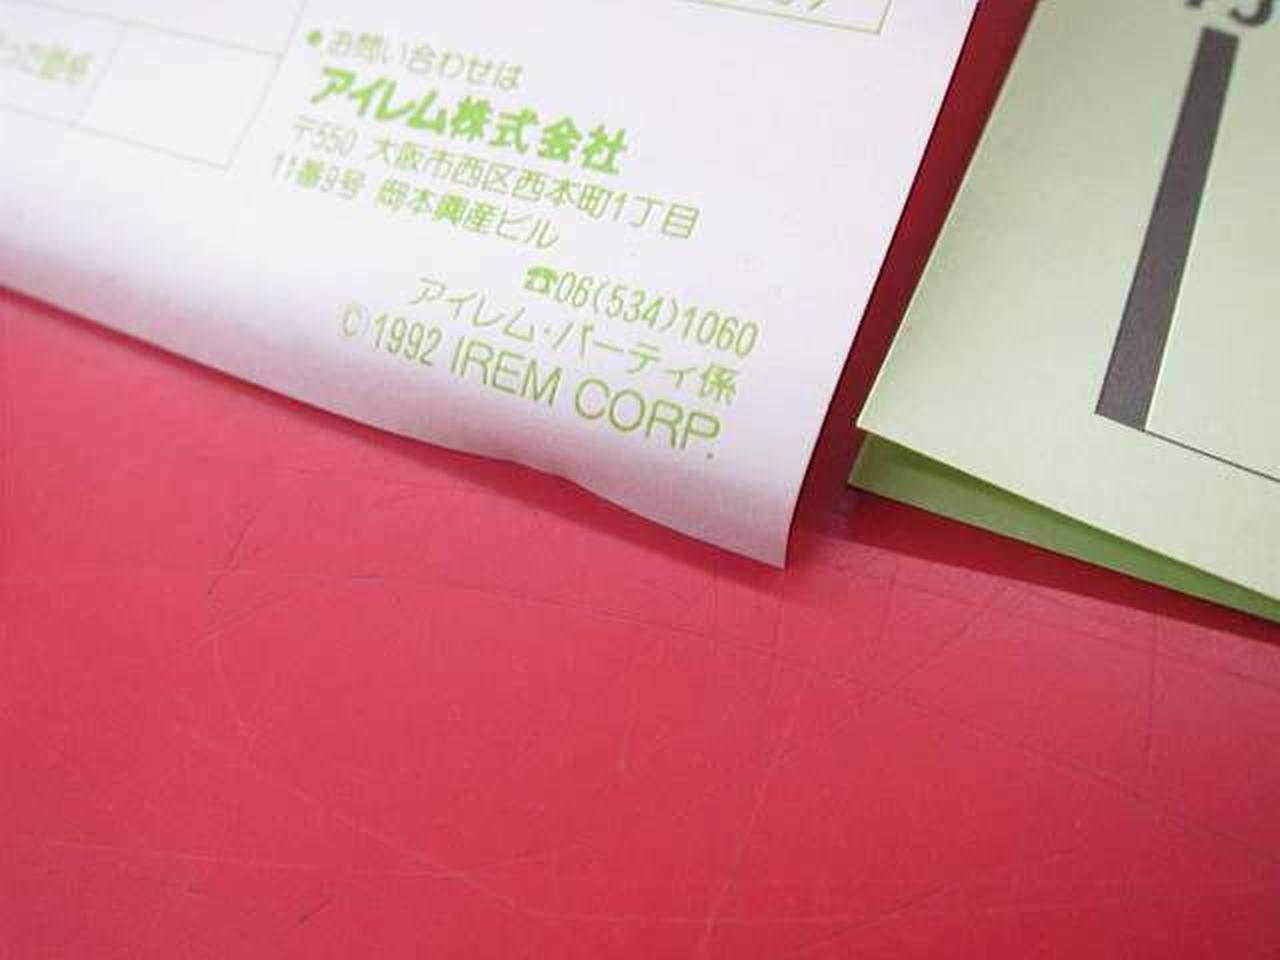 ●お問い合わせは
アイレム株式会社
〒550 大阪市西区西本町1丁目
11番9号 岡本興産ビル
☎06(534)1060
アイレム・パーティ係
©1992 IREM CORP.